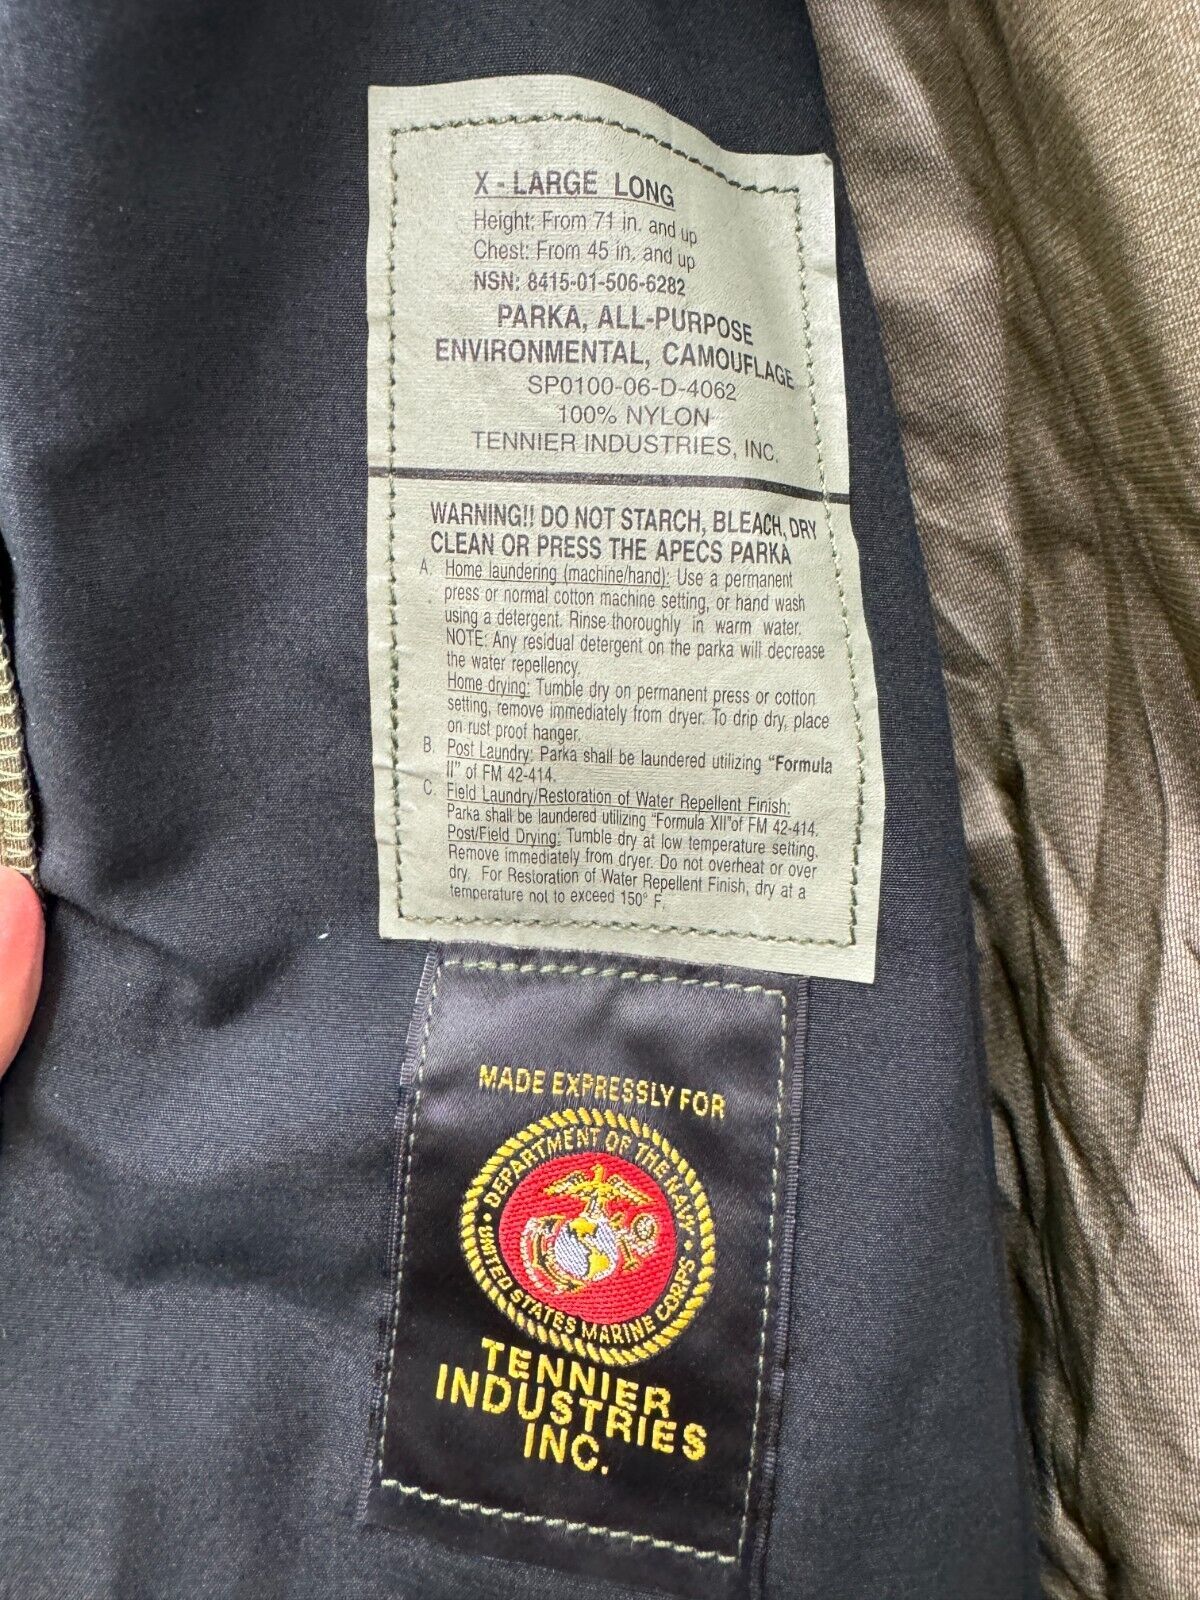 X - LARGE LONG
Height: From 71 in. and up
Chest: From 45 in. and up
NSN: 8415-01-506-6282
PARKA, ALL-PURPOSE
ENVIRONMENTAL, CAMOUFLAGE
SP0100-06-D-4062
100% NYLON
TENNIER INDUSTRIES, INC.
WARNING!! DO NOT STARCH, BLEACH, DRY
CLEAN OR PRESS THE APECS PARKA
A. Home laundering (machine/hand): Use a permanent
press or normal cotton machine setting, or hand wash
using a detergent. Rinse thoroughly in warm water.
NOTE: Any residual detergent on the parka will decrease
the water repellency.
Home drying: Tumble dry on permanent press or cotton
setting, remove immediately from dryer. To drip dry, place
on rust proof hanger.
B. Post Laundry: Parka shall be laundered utilizing "Formula
II" of FM 42-414.
C. Field Laundry/Restoration of Water Repellent Finish:
Parka shall be laundered utilizing "Formula XII"of FM 42-414.
Post/Field Drying: Tumble dry at low temperature setting.
Remove immediately from dryer. Do not overheat or over
dry. For Restoration of Water Repellent Finish, dry at a
temperature not to exceed 150° F.
MADE EXPRESSLY FOR
DEPARTMENT OF THE NAVY
UNITED STATES MARINE CORPS
TENNIER
INDUSTRIES
INC.